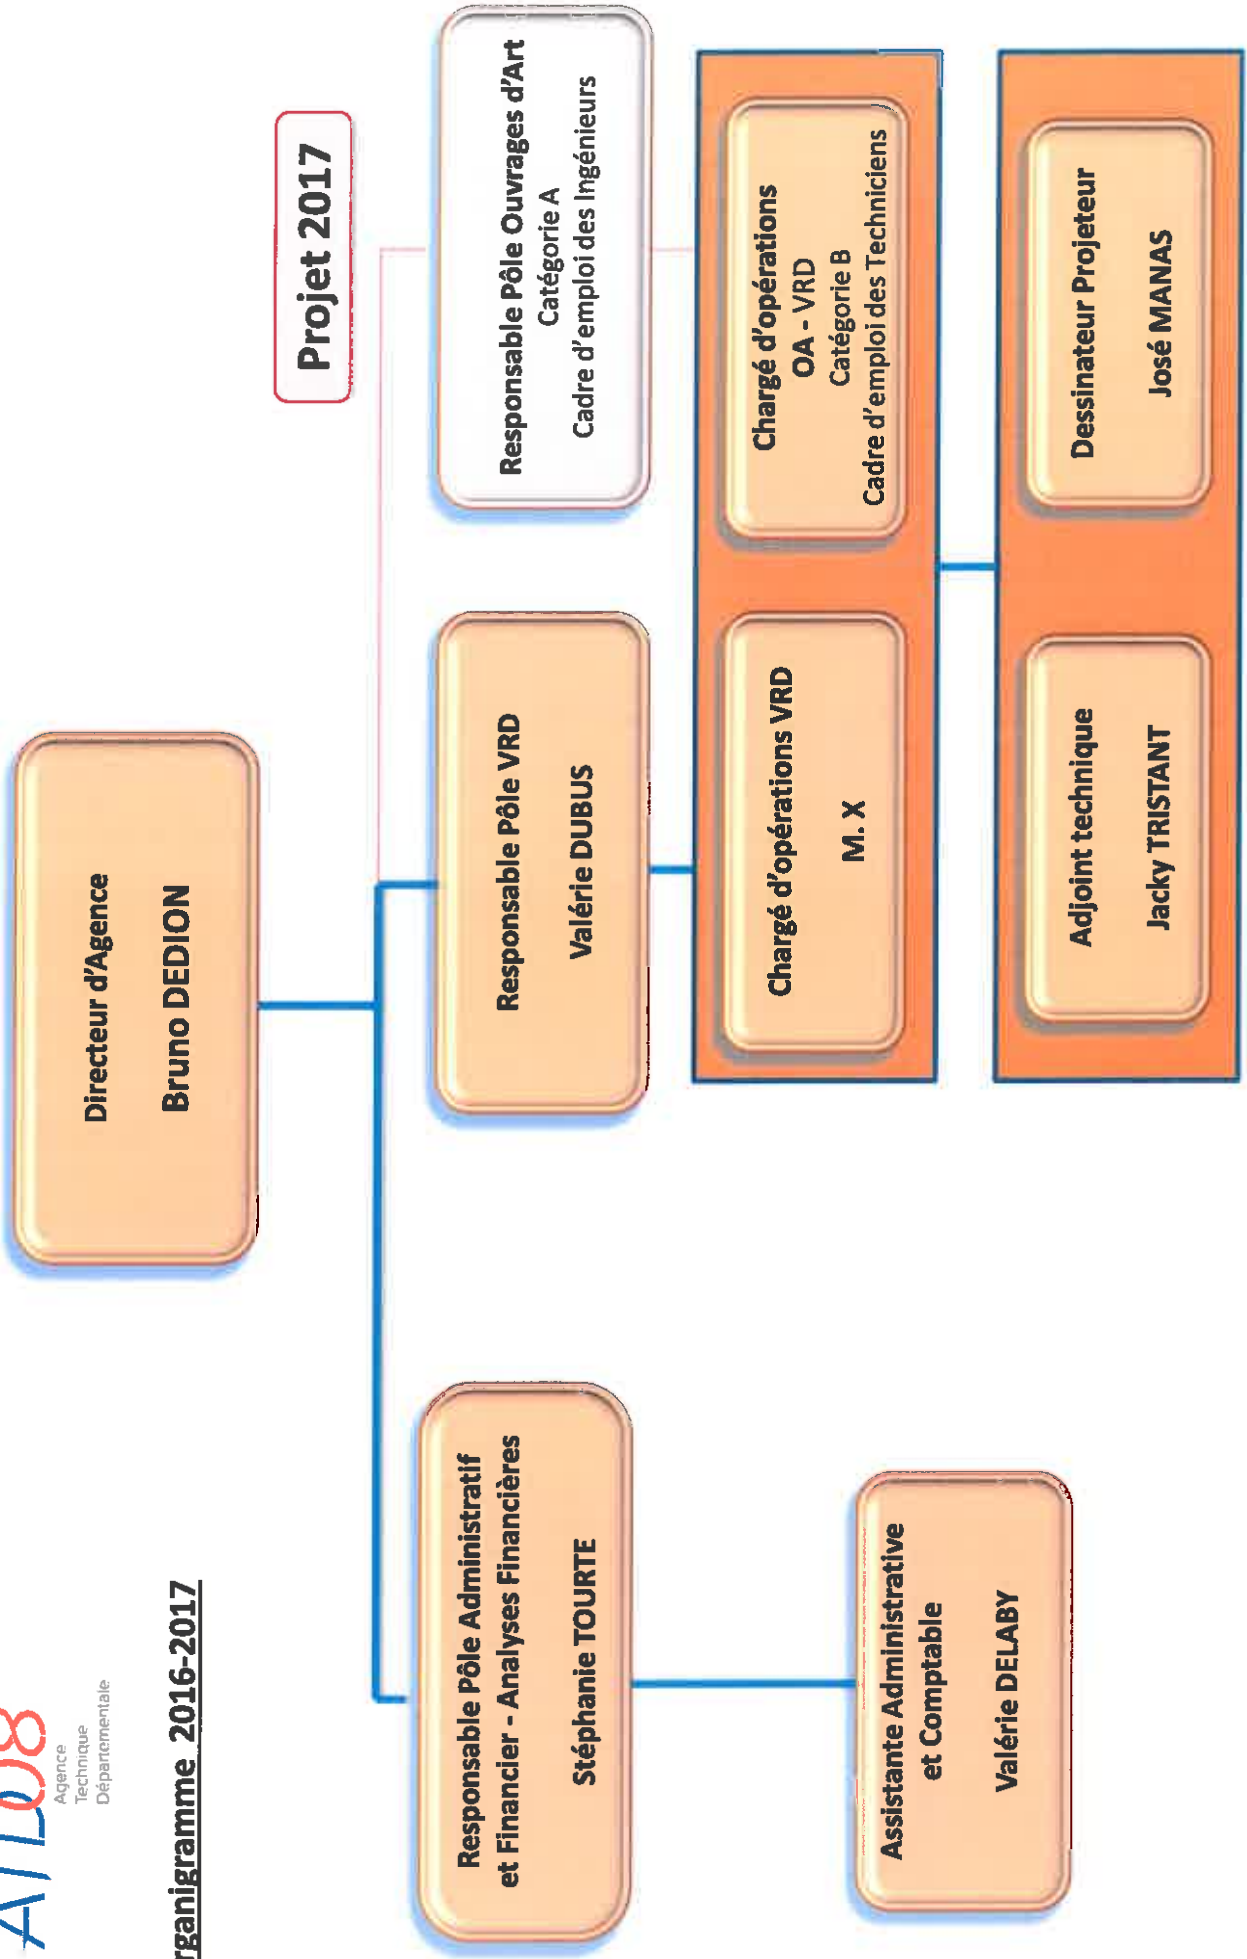 ATD08
Agence
Technique
Départementale
rganigramme 2016-2017
Directeur d'Agence
Bruno DEDION
Projet 2017
Responsable Pôle Administratif
et Financier - Analyses Financières
Stéphanie TOURTE
Responsable Pôle VRD
Valérie DUBUS
Responsable Pôle Ouvrages d'Art
Catégorie A
Cadre d'emploi des Ingénieurs
Chargé d'opérations VRD
M. X
Chargé d'opérations
OA - VRD
Catégorie B
Cadre d'emploi des Techniciens
Assistante Administrative
et Comptable
Valérie DELABY
Adjoint technique
Jacky TRISTANT
Dessinateur Projeteur
José MANAS